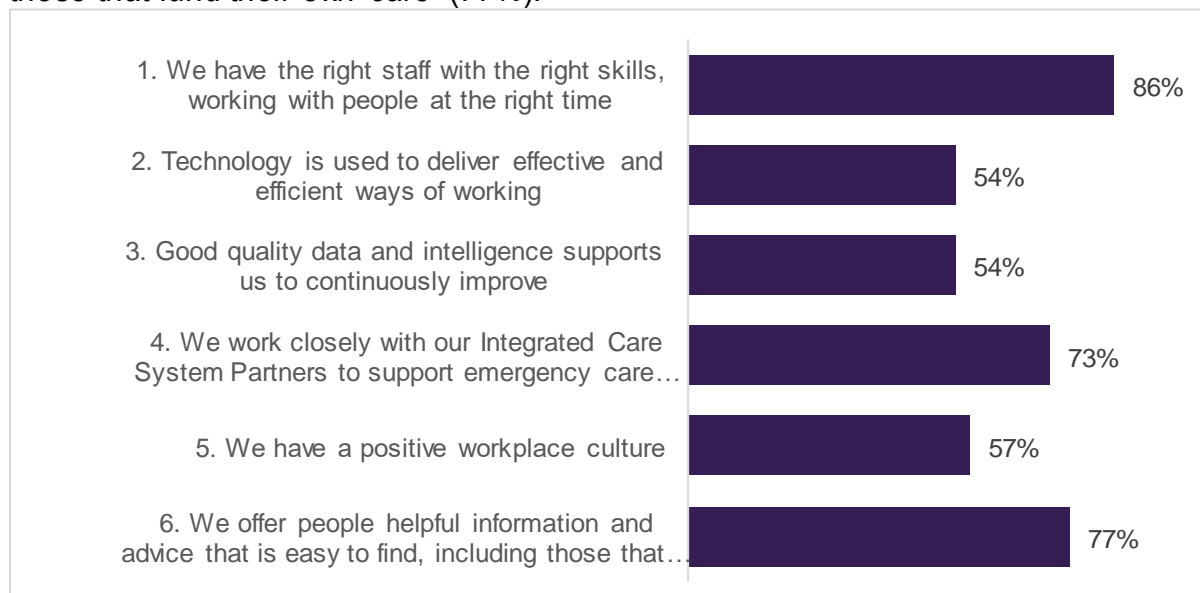 those that fund their own care (77%).
1. We have the right staff with the right skills,
working with people at the right time
86%
2. Technology is used to deliver effective and
efficient ways of working
54%
3. Good quality data and intelligence supports
us to continuously improve
54%
4. We work closely with our Integrated Care
System Partners to support emergency care…
73%
5. We have a positive workplace culture
57%
6. We offer people helpful information and
advice that is easy to find, including those that…
77%